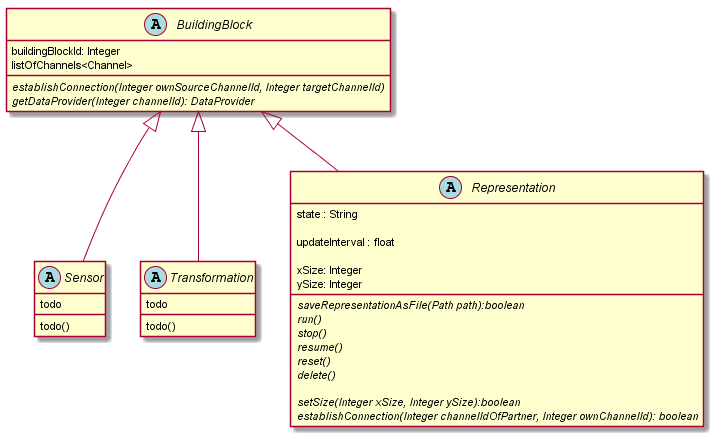 A BuildingBlock
buildingBlockId: Integer
listOfChannels<Channel>
establishConnection(Integer ownSourceChannelId, Integer targetChannelId)
getDataProvider(Integer channelId): DataProvider
A Sensor
todo
todo()
A Transformation
todo
todo()
A Representation
state : String
updateInterval : float
xSize: Integer
ySize: Integer
saveRepresentationAsFile(Path path):boolean
run()
stop()
resume()
reset()
delete()
setSize(Integer xSize, Integer ySize):boolean
establishConnection(Integer channelIdOfPartner, Integer ownChannelId): boolean